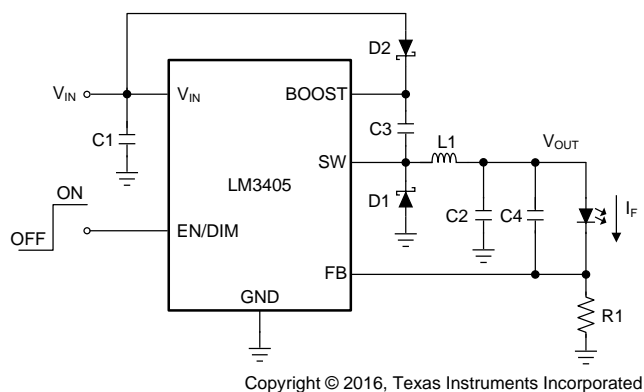 D2
V_IN
V_IN
BOOST
C1
C3
L1
V_OUT
SW
LM3405
ON
D1
C2
C4
I_F
OFF
EN/DIM
FB
GND
R1
Copyright © 2016, Texas Instruments Incorporated